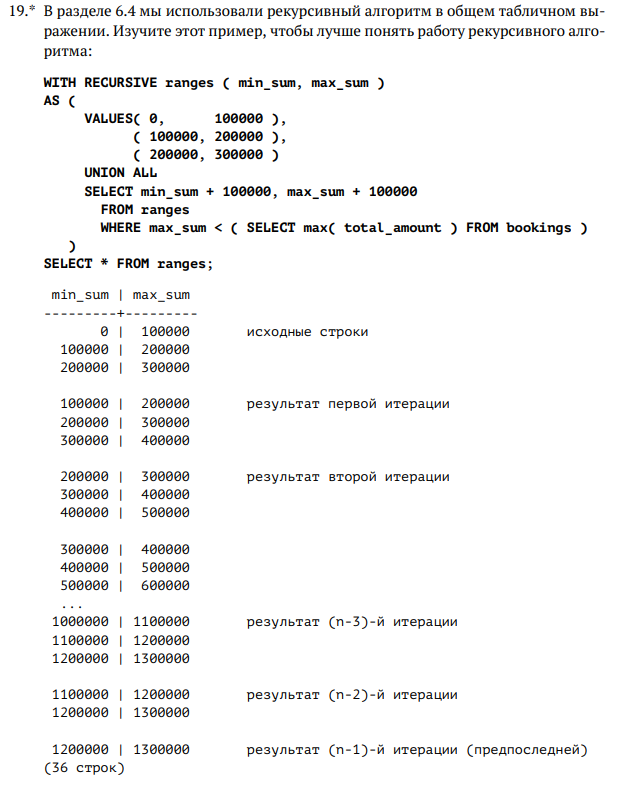 19.* В разделе 6.4 мы использовали рекурсивный алгоритм в общем табличном вы-
ражении. Изучите этот пример, чтобы лучше понять работу рекурсивного алго-
ритма:
WITH RECURSIVE ranges ( min_sum, max_sum )
AS (
     VALUES( 0,      100000 ),
           ( 100000, 200000 ),
           ( 200000, 300000 )
     UNION ALL
     SELECT min_sum + 100000, max_sum + 100000
       FROM ranges
       WHERE max_sum < ( SELECT max( total_amount ) FROM bookings )
   )
SELECT * FROM ranges;
 min_sum | max_sum
---------+---------
       0 |  100000       исходные строки
  100000 |  200000
  200000 |  300000
  100000 |  200000       результат первой итерации
  200000 |  300000
  300000 |  400000
  200000 |  300000       результат второй итерации
  300000 |  400000
  400000 |  500000
  300000 |  400000
  400000 |  500000
  500000 |  600000
  ...
 1000000 | 1100000       результат (n-3)-й итерации
 1100000 | 1200000
 1200000 | 1300000
 1100000 | 1200000       результат (n-2)-й итерации
 1200000 | 1300000
 1200000 | 1300000       результат (n-1)-й итерации (предпоследней)
(36 строк)